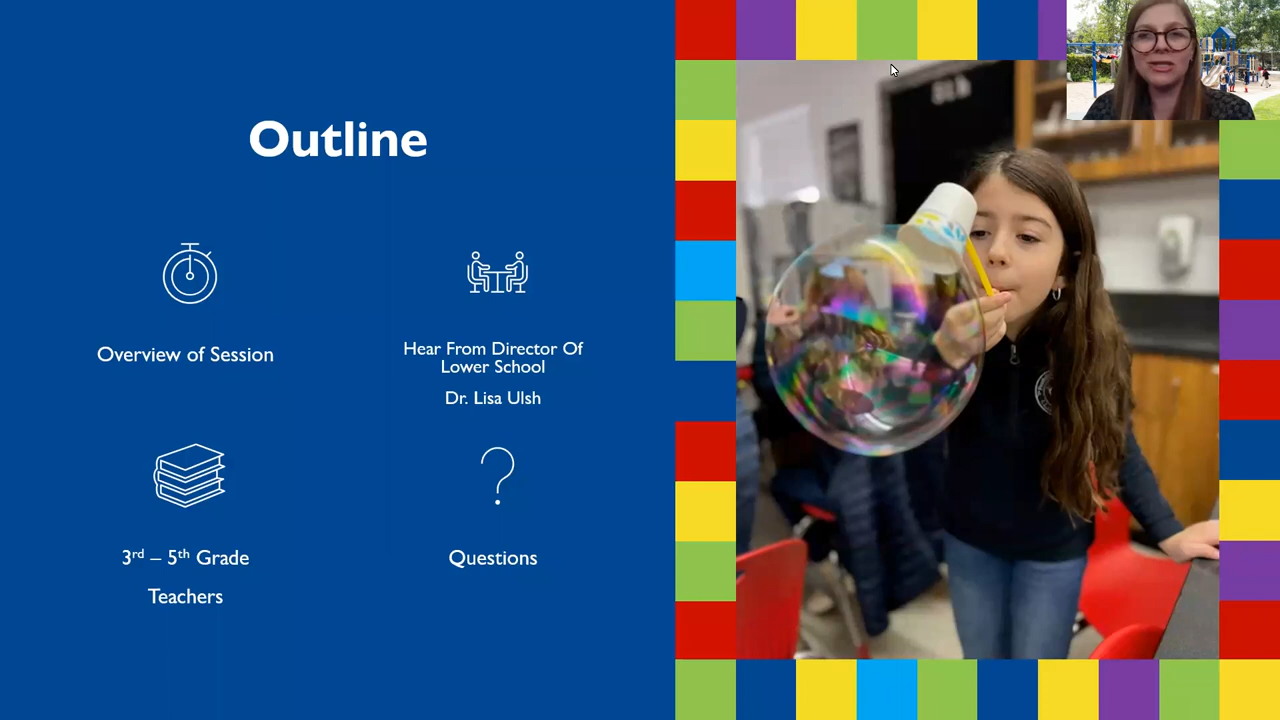 Outline
Overview of Session
Hear From Director Of
Lower School
Dr. Lisa Ulsh
3rd – 5th Grade
Teachers
Questions